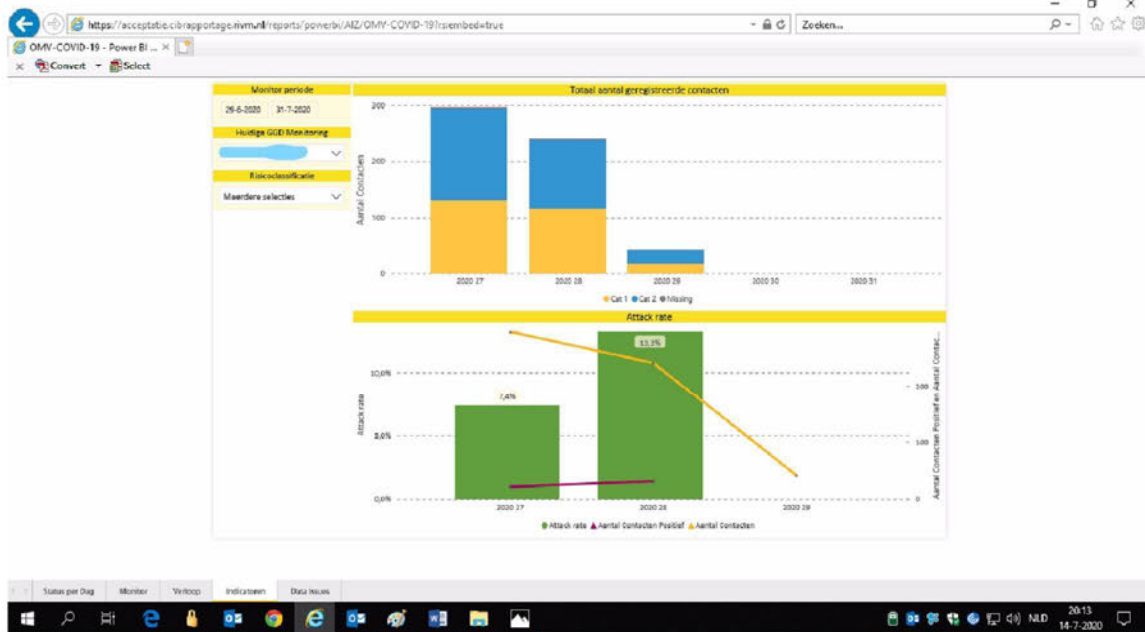 https://acceptatie.cibrapportage.rivm.nl/reports/powerbi/AIZ/OMV-COVID-19?rs:embed=true
Zoeken...
OMV-COVID-19 - Power BI ...
Convert Select
Monitor periode
29-6-2020 31-7-2020
Huidige GGD Monitoring
Risicoclassificatie
Meerdere selecties
Totaal aantal geregistreerde contacten
Aantal Contacten
300
200
100
0
2020 27 2020 28 2020 29 2020 30 2020 31
Cat 1 Cat 2 Missing
Attack rate
Attack rate
10,0%
5,0%
0,0%
7,4%
13,3%
100
0
Aantal Contacten Positief en Aantal Contac...
2020 27 2020 28 2020 29
Attack rate Aantal Contacten Positief Aantal Contacten
Status per Dag Monitor Verloop Indicatoren Data Issues
NLD
20:13
14-7-2020